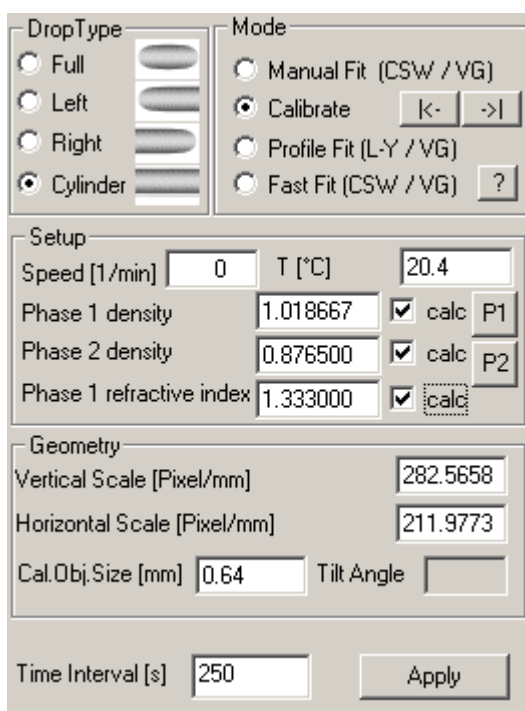 DropType
Full
Left
Right
Cylinder
Mode
Manual Fit (CSW / VG)
Calibrate |<- ->|
Profile Fit (L-Y / VG)
Fast Fit (CSW / VG) ?
Setup
Speed [1/min] 0 T [°C] 20.4
Phase 1 density 1.018667 calc P1
Phase 2 density 0.876500 calc P2
Phase 1 refractive index 1.333000 calc
Geometry
Vertical Scale [Pixel/mm] 282.5658
Horizontal Scale [Pixel/mm] 211.9773
Cal.Obj.Size [mm] 0.64 Tilt Angle
Time Interval [s] 250 Apply